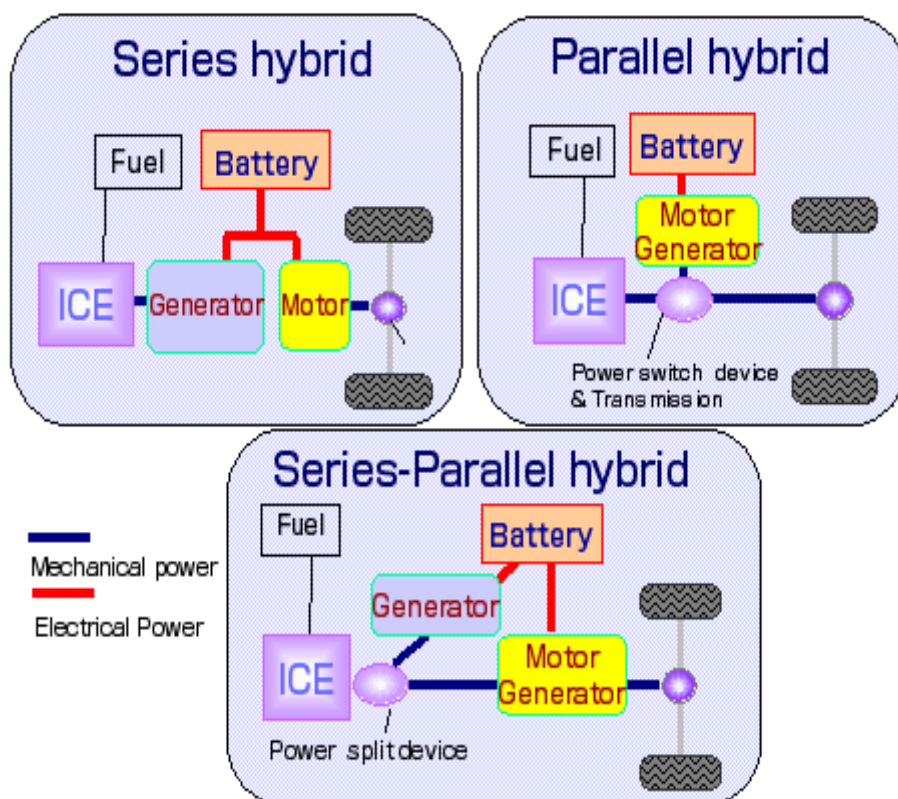 Series hybrid
Fuel
Battery
ICE
Generator
Motor
Parallel hybrid
Fuel
Battery
Motor
Generator
ICE
Power switch device
& Transmission
Series-Parallel hybrid
Fuel
Battery
Generator
ICE
Motor
Generator
Power split device
Mechanical power
Electrical Power